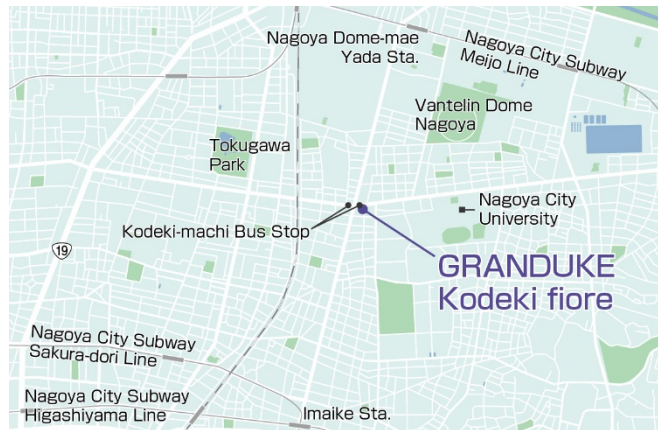 Nagoya Dome-mae
Yada Sta.
Nagoya City Subway
Meijo Line
Vantelin Dome
Nagoya
Tokugawa
Park
Nagoya City
University
Kodeki-machi Bus Stop
GRANDUKE
Kodeki fiore
19
Nagoya City Subway
Sakura-dori Line
Nagoya City Subway
Higashiyama Line
Imaike Sta.